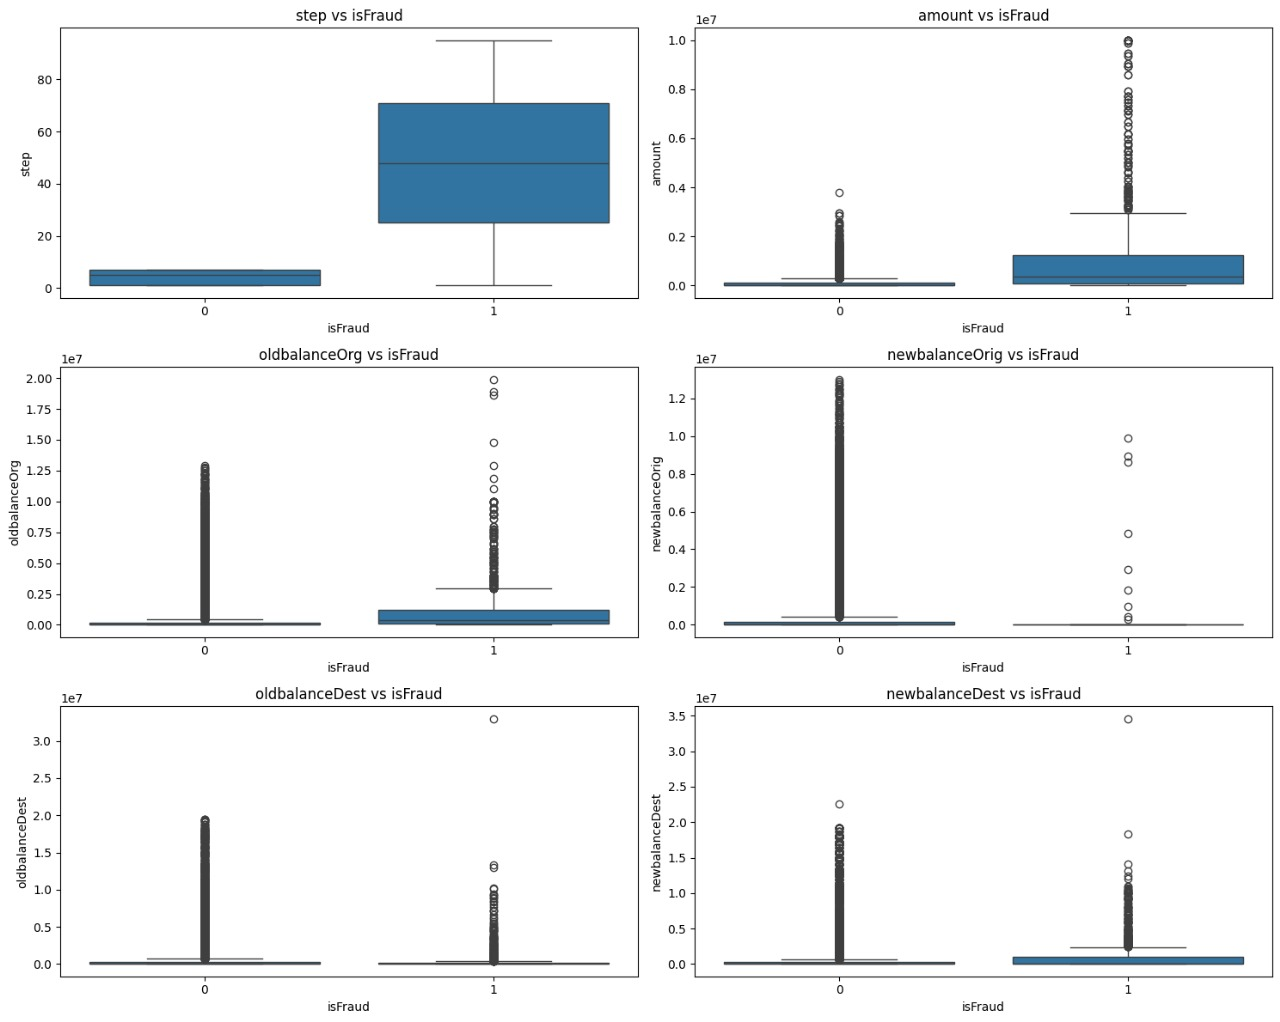 step vs isFraud
step
80
60
40
20
0
0
1
isFraud
amount vs isFraud
1e7
amount
1.0
0.8
0.6
0.4
0.2
0.0
0
1
isFraud
oldbalanceOrg vs isFraud
1e7
oldbalanceOrg
2.00
1.75
1.50
1.25
1.00
0.75
0.50
0.25
0.00
0
1
isFraud
newbalanceOrig vs isFraud
1e7
newbalanceOrig
1.2
1.0
0.8
0.6
0.4
0.2
0.0
0
1
isFraud
oldbalanceDest vs isFraud
1e7
oldbalanceDest
3.0
2.5
2.0
1.5
1.0
0.5
0.0
0
1
isFraud
newbalanceDest vs isFraud
1e7
newbalanceDest
3.5
3.0
2.5
2.0
1.5
1.0
0.5
0.0
0
1
isFraud